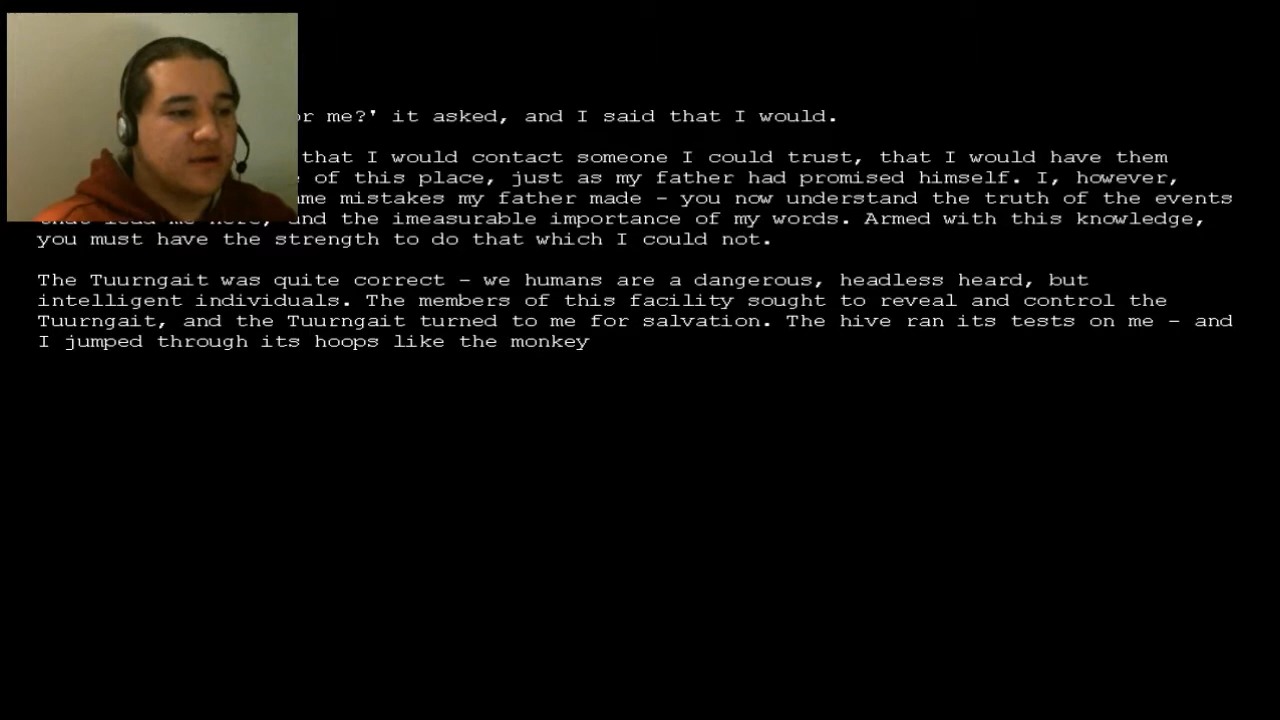 or me?' it asked, and I said that I would.
that I would contact someone I could trust, that I would have them
of this place, just as my father had promised himself. I, however,
mistakes my father made - you now understand the truth of the events
that lead me here, and the imeasurable importance of my words. Armed with this knowledge,
you must have the strength to do that which I could not.
The Tuurngait was quite correct - we humans are a dangerous, headless heard, but
intelligent individuals. The members of this facility sought to reveal and control the
Tuurngait, and the Tuurngait turned to me for salvation. The hive ran its tests on me - and
I jumped through its hoops like the monkey